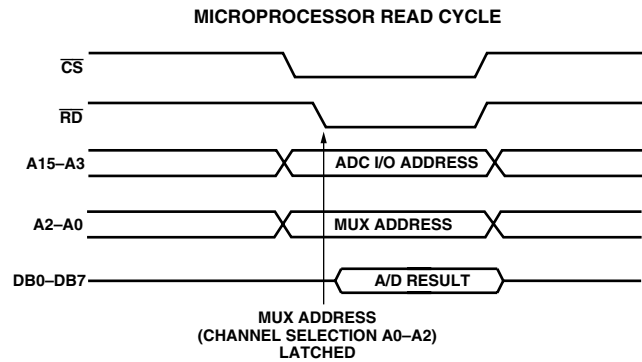 MICROPROCESSOR READ CYCLE
CS
RD
A15–A3
ADC I/O ADDRESS
A2–A0
MUX ADDRESS
DB0–DB7
A/D RESULT
MUX ADDRESS
(CHANNEL SELECTION A0–A2)
LATCHED